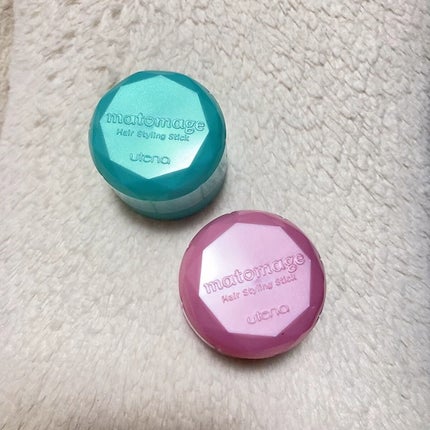 matomage
Hair Styling Stick
utena
matomage
Hair Styling Stick
utena